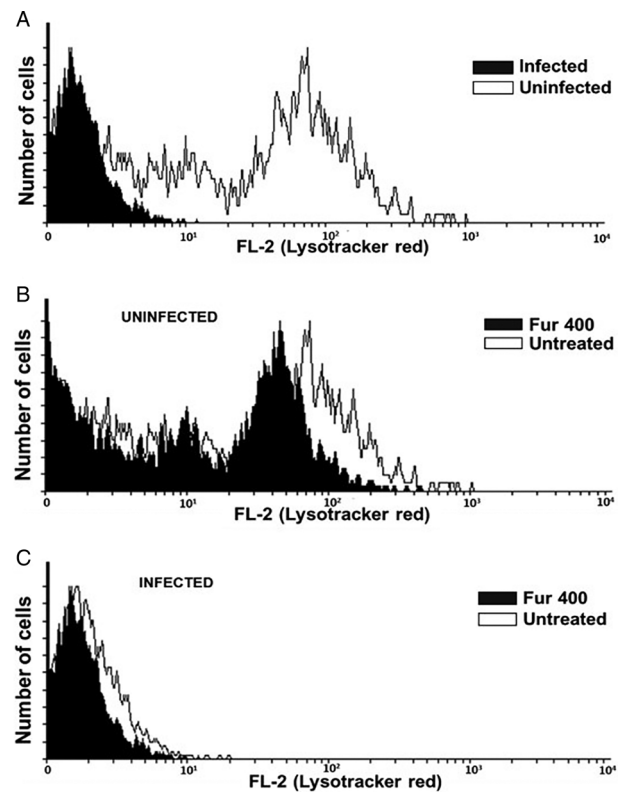 A
Number of cells
Infected
Uninfected
0 10¹ 10² 10³ 10⁴
FL-2 (Lysotracker red)
B
UNINFECTED
Number of cells
Fur 400
Untreated
0 10¹ 10² 10³ 10⁴
FL-2 (Lysotracker red)
C
INFECTED
Number of cells
Fur 400
Untreated
0 10¹ 10² 10³ 10⁴
FL-2 (Lysotracker red)